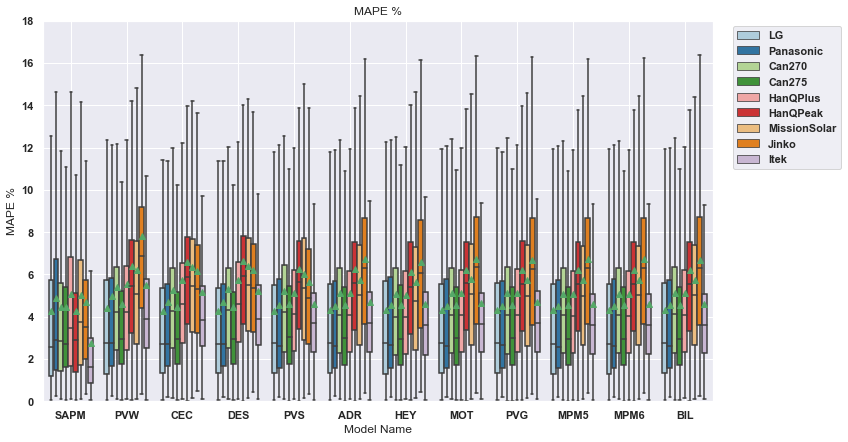 MAPE %
18
16
14
12
10
8
6
4
2
0
MAPE %
SAPM PVW CEC DES PVS ADR HEY MOT PVG MPM5 MPM6 BIL
Model Name
LG
Panasonic
Can270
Can275
HanQPlus
HanQPeak
MissionSolar
Jinko
Itek